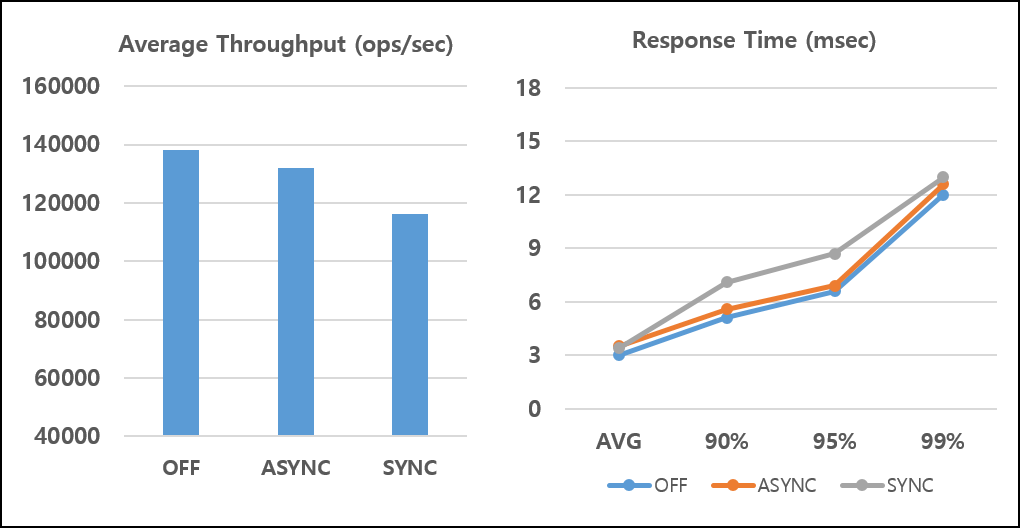 Average Throughput (ops/sec)
160000
140000
120000
100000
80000
60000
40000
OFF ASYNC SYNC
Response Time (msec)
18
15
12
9
6
3
0
AVG 90% 95% 99%
OFF ASYNC SYNC